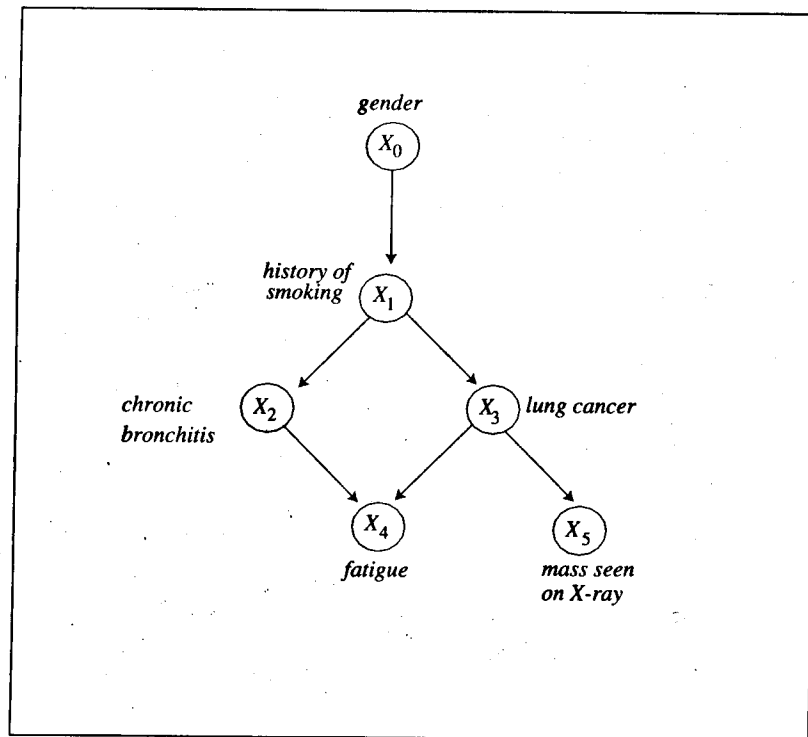 gender
X0
history of
smoking
X1
chronic
bronchitis
X2
X3
lung cancer
X4
X5
fatigue
mass seen
on X-ray